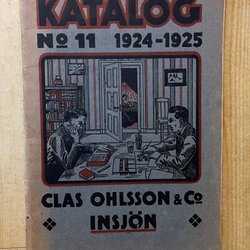 KATALOG
No 11 1924-1925
CLAS OHLSSON & Co
INSJÖN